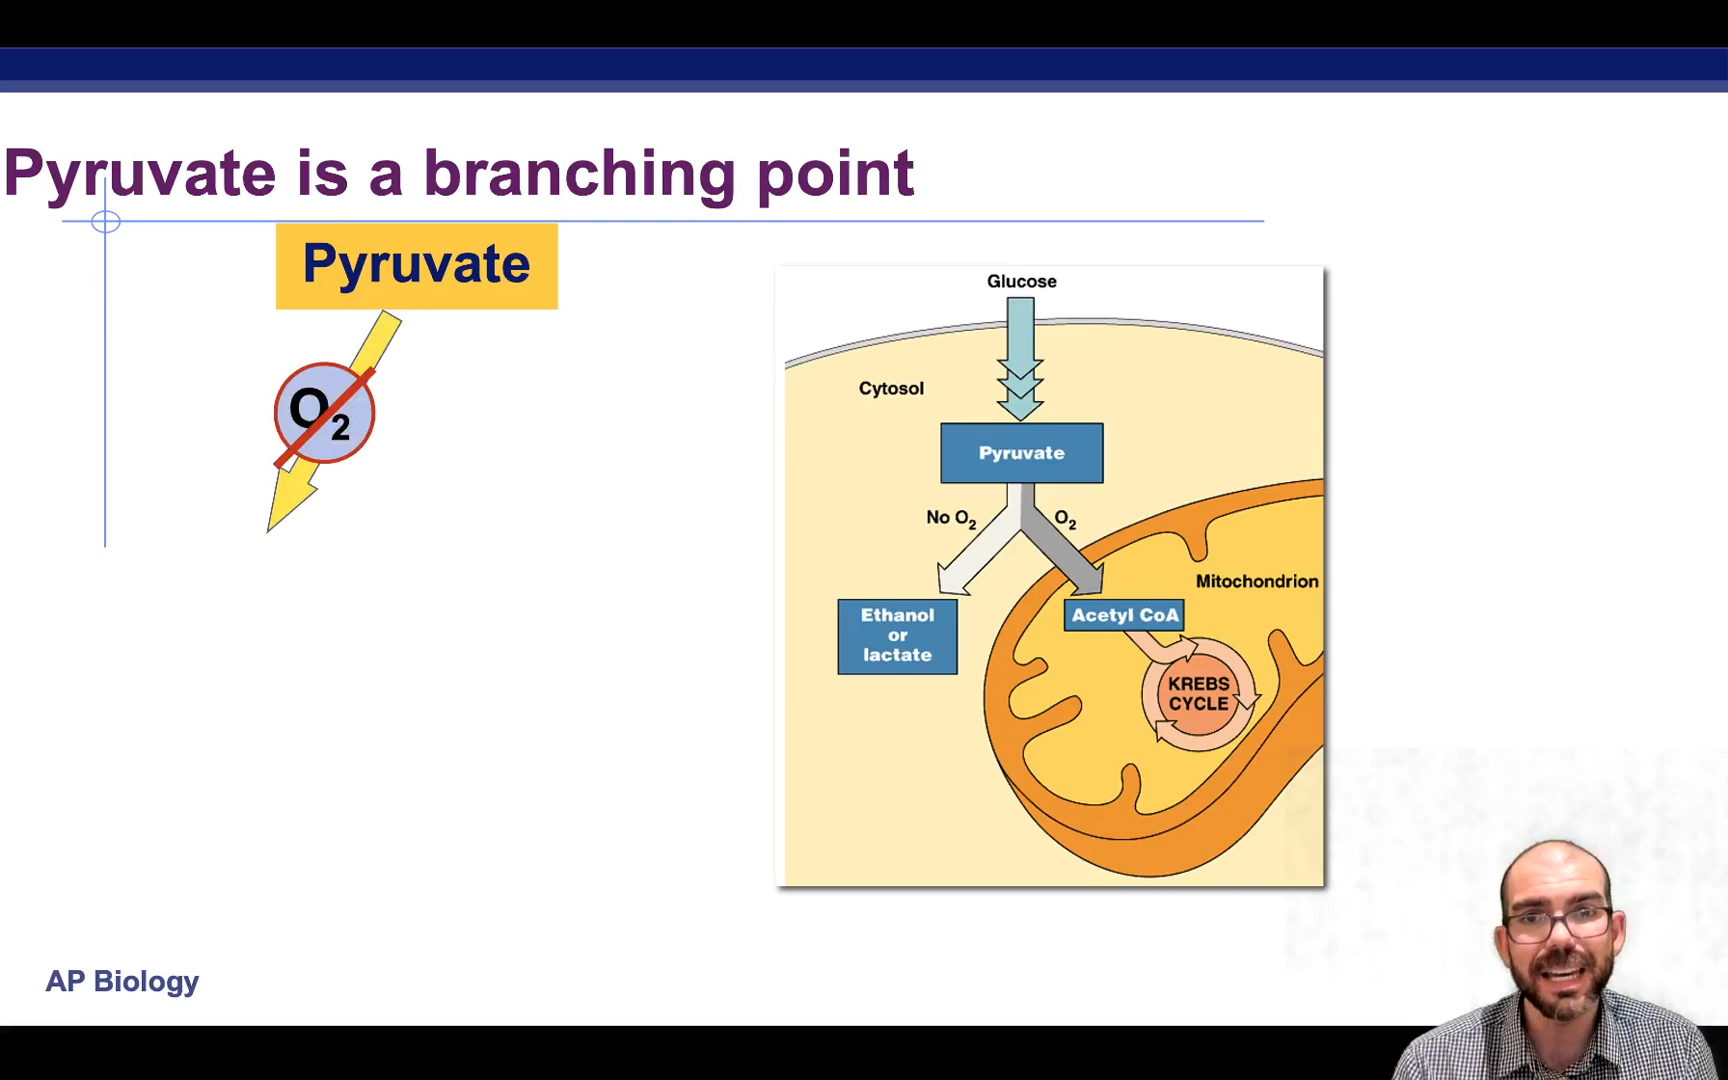 Pyruvate is a branching point
Pyruvate
O2
Glucose
Cytosol
Pyruvate
No O2
O2
Mitochondrion
Ethanol
or
lactate
Acetyl CoA
KREBS
CYCLE
AP Biology